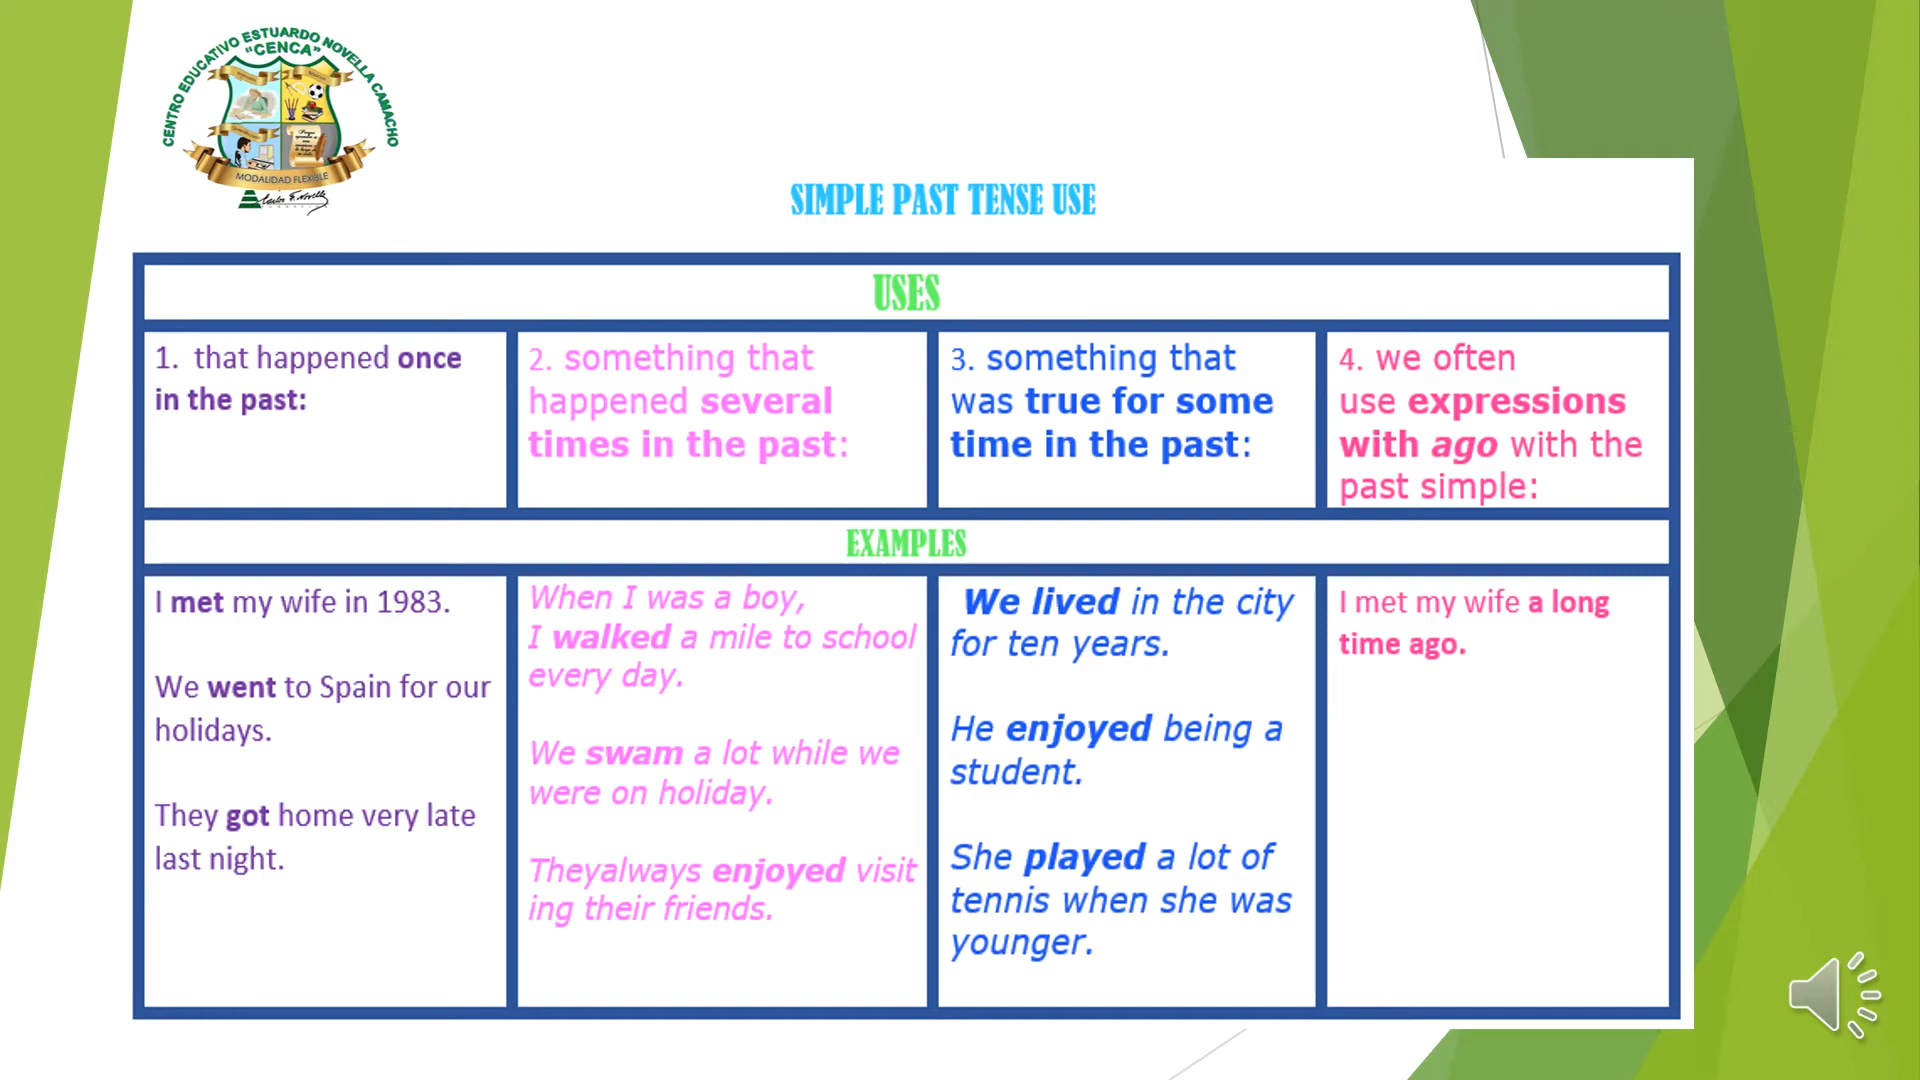 CENTRO EDUCATIVO ESTUARDO NOVELLA CAMACHO
"CENCA"
MODALIDAD FLEXIBLE
SIMPLE PAST TENSE USE
USES
1. that happened once
in the past:
2. something that
happened several
times in the past:
3. something that
was true for some
time in the past:
4. we often
use expressions
with ago with the
past simple:
EXAMPLES
I met my wife in 1983.
We went to Spain for our
holidays.
They got home very late
last night.
When I was a boy,
I walked a mile to school
every day.
We swam a lot while we
were on holiday.
Theyalways enjoyed visit
ing their friends.
We lived in the city
for ten years.
He enjoyed being a
student.
She played a lot of
tennis when she was
younger.
I met my wife a long
time ago.